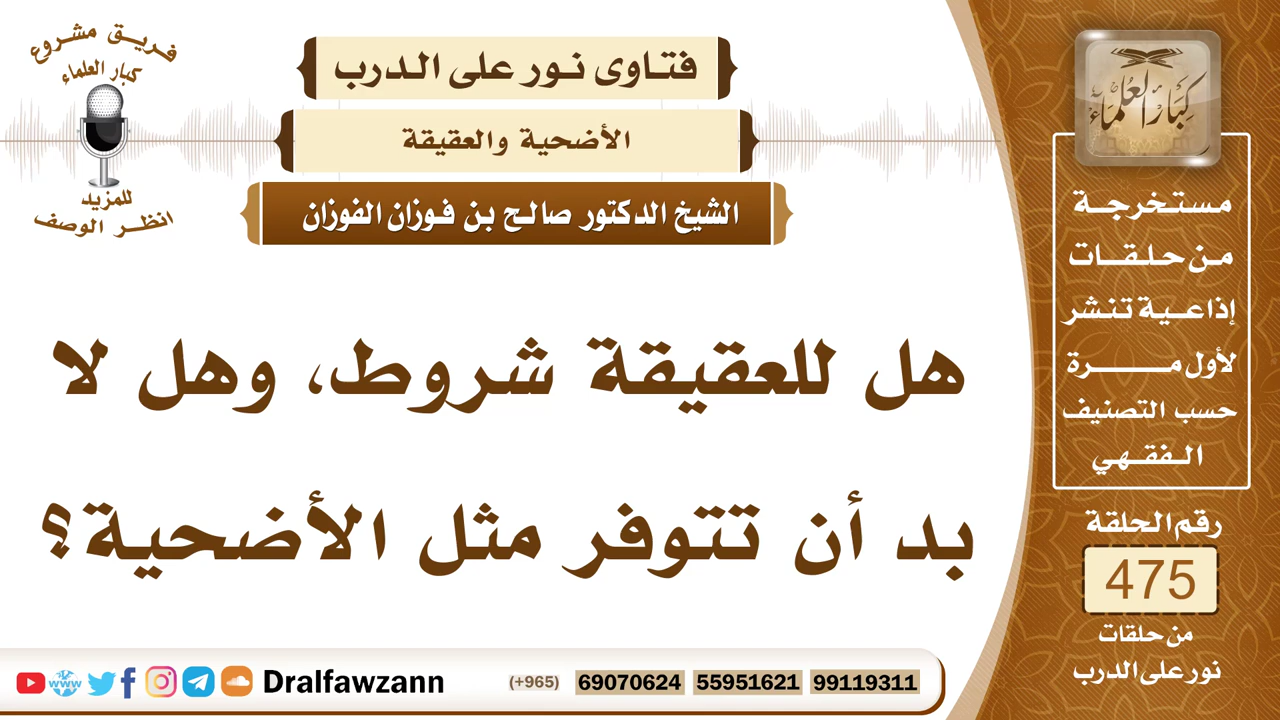 فريق مشروع
كبار العلماء
للمزيد
انظر الوصف
فتاوى نور على الدرب
الأضحية والعقيقة
الشيخ الدكتور صالح بن فوزان الفوزان
هل للعقيقة شروط، وهل لا
بد أن تتوفر مثل الأضحية؟
كبار العلماء
مستخرجة
من حلقات
إذاعية تنشر
لأول مرة
حسب التصنيف
الفقهي
رقم الحلقة
475
من حلقات
نور على الدرب
www Dralfawzann (+965) 69070624 55951621 99119311